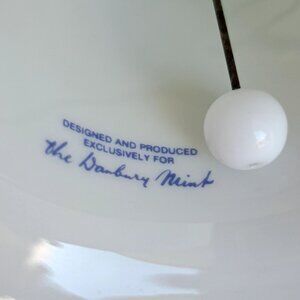 DESIGNED AND PRODUCED
EXCLUSIVELY FOR
the Danbury Mint